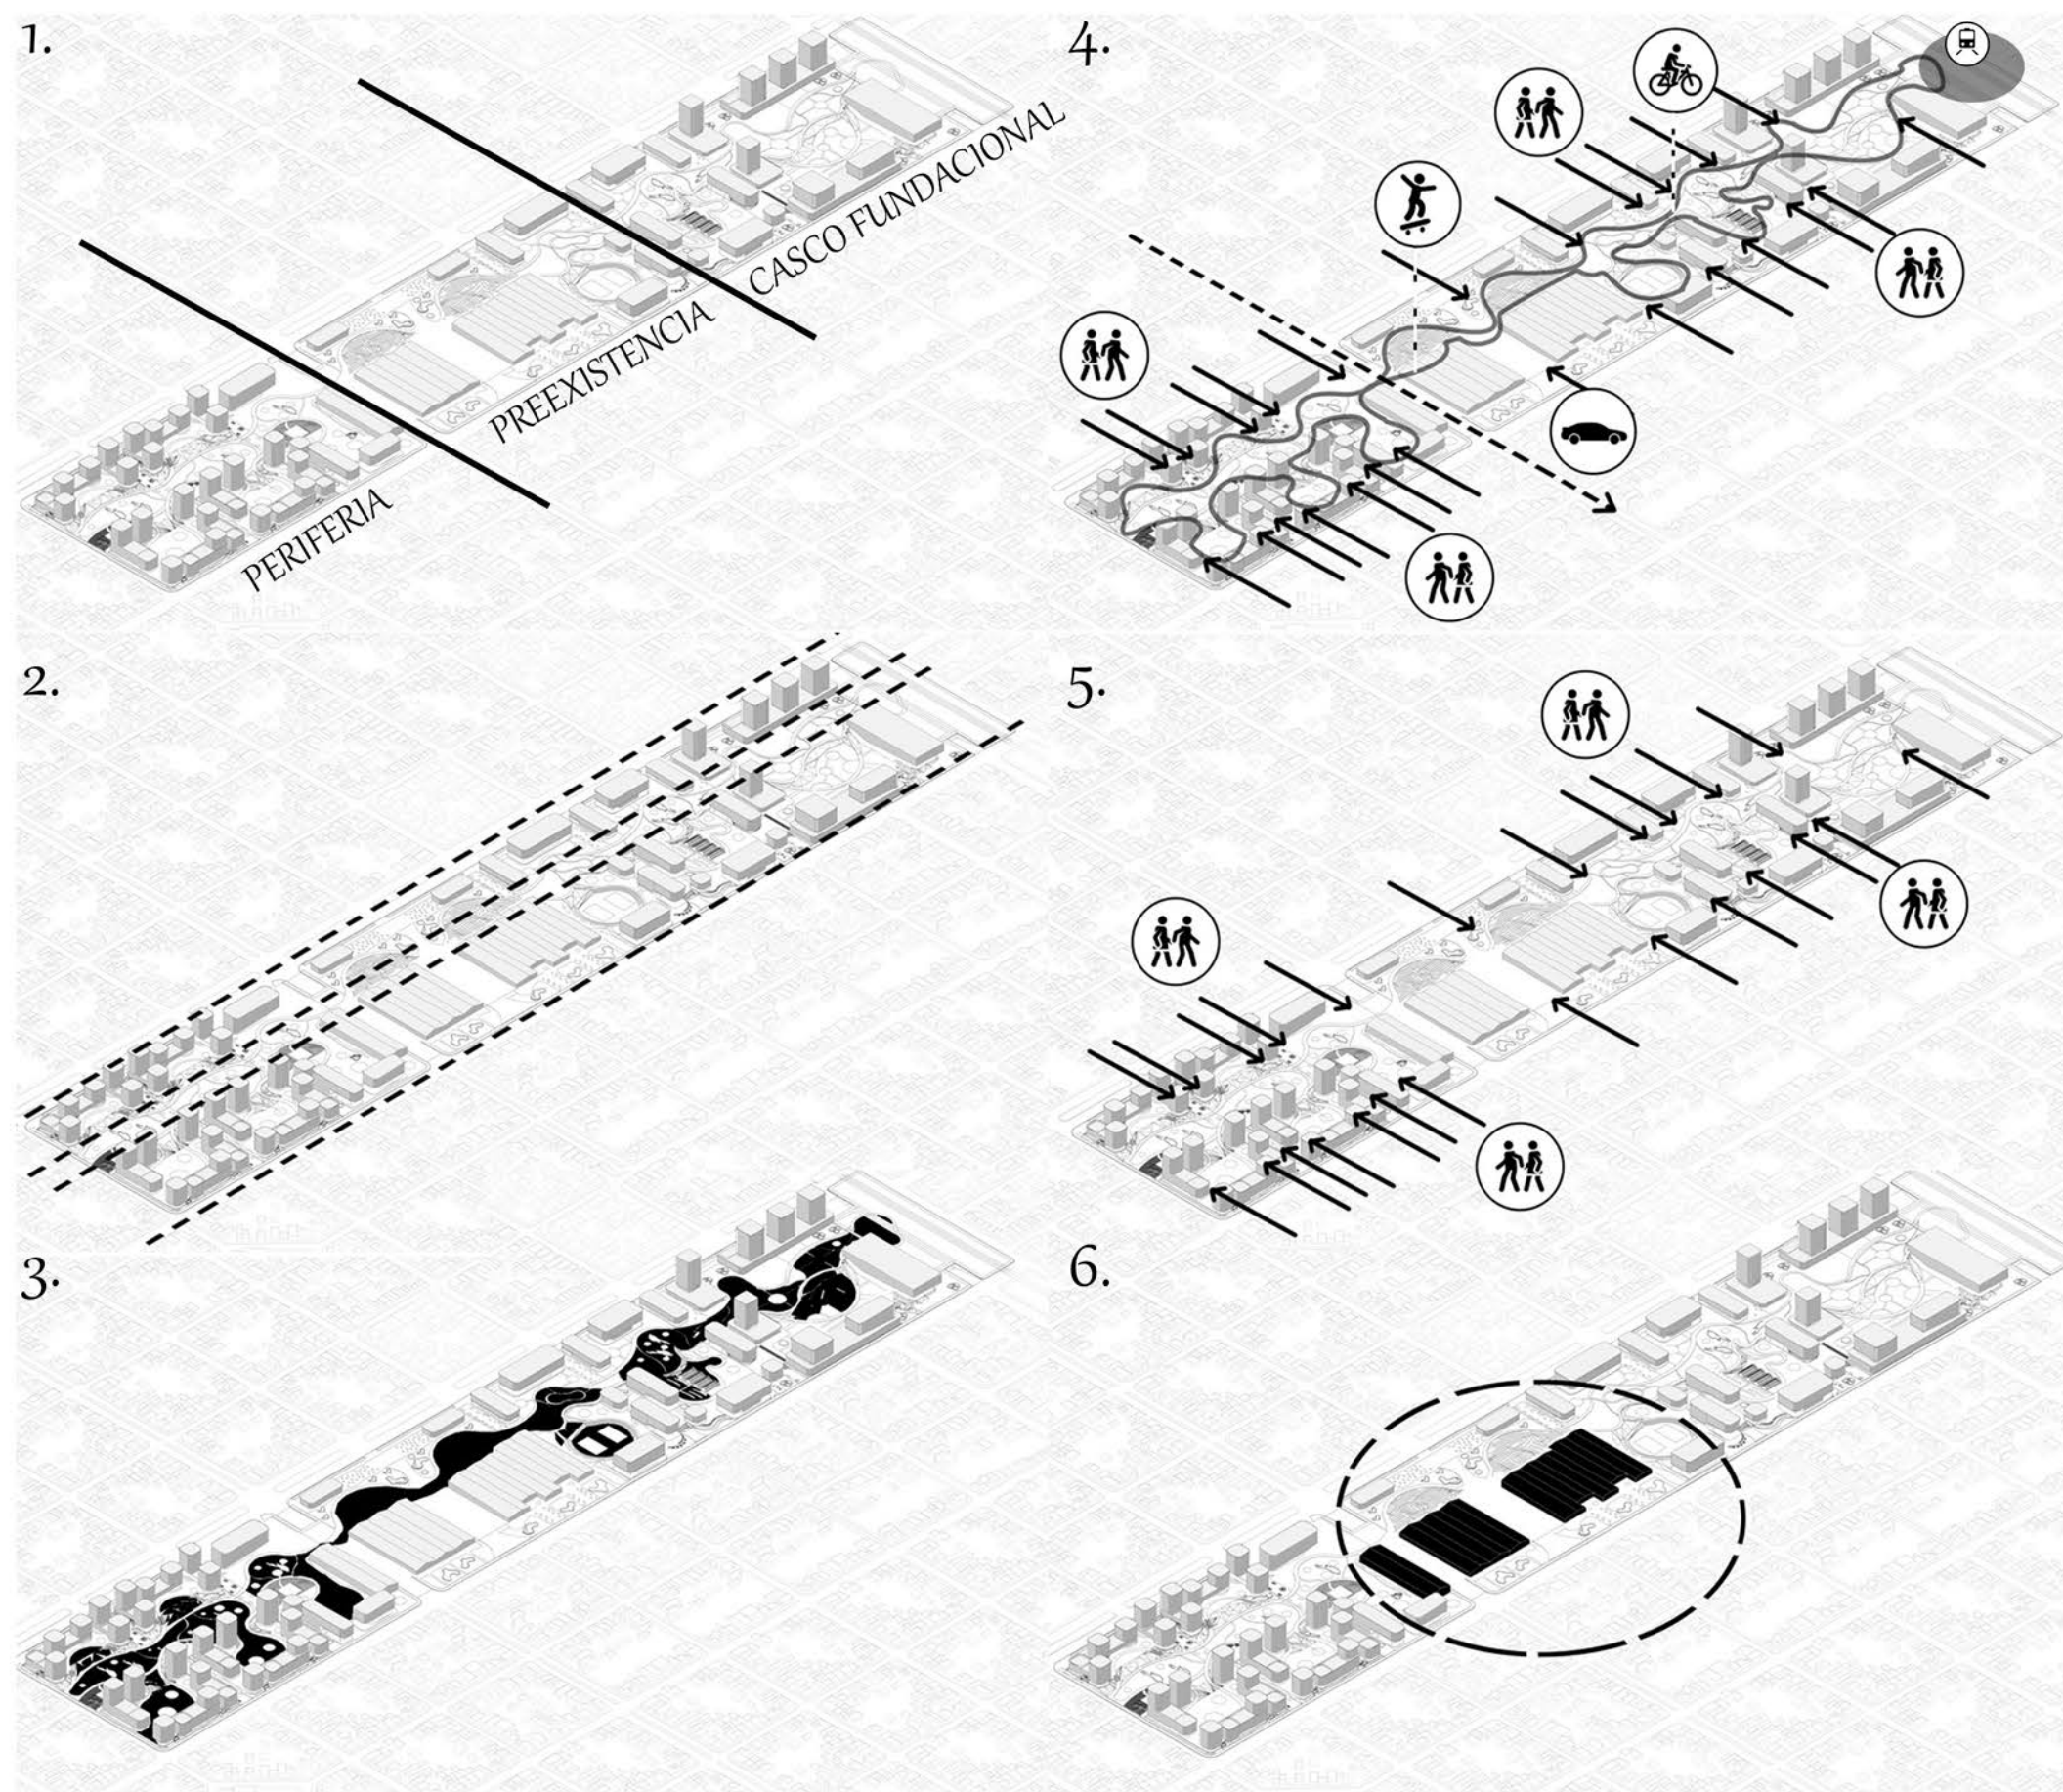 1.
PERIFERIA
PREEXISTENCIA
CASCO FUNDACIONAL
2.
3.
4.
5.
6.